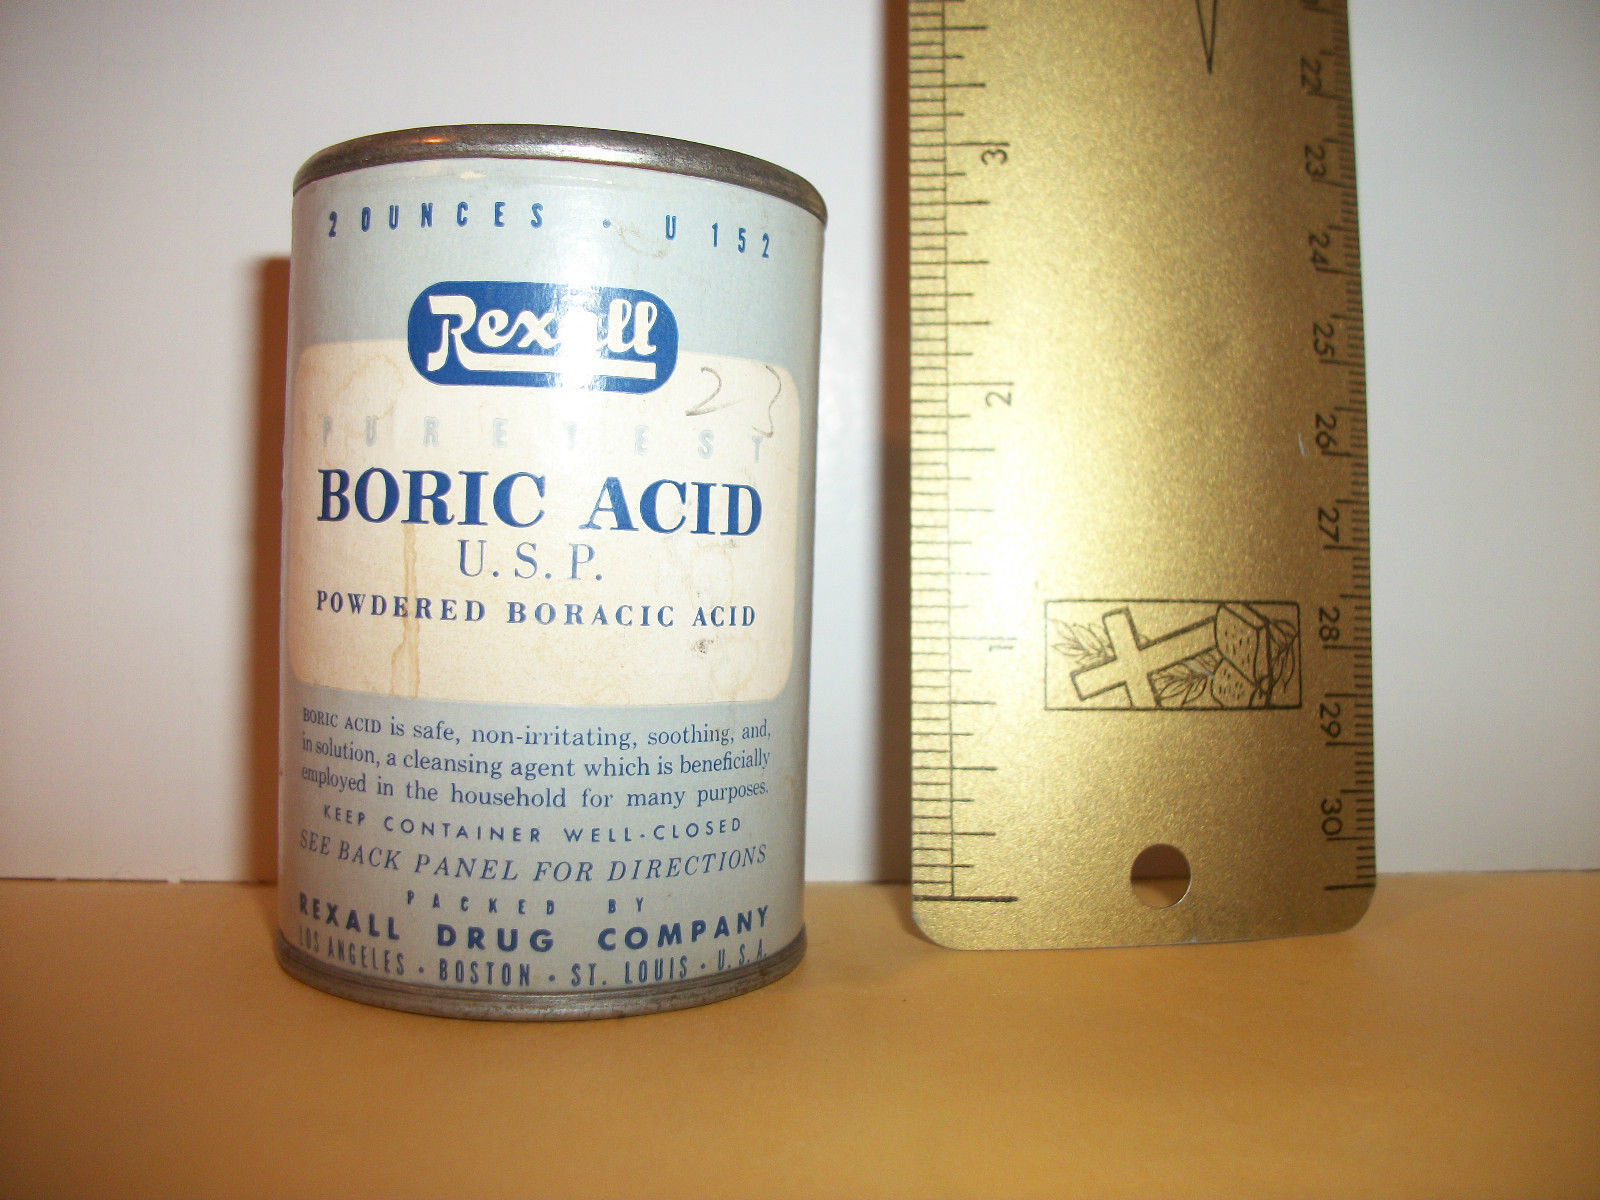 2 OUNCES • U 152
Rexall
23
PURETEST
BORIC ACID
U.S.P.
POWDERED BORACIC ACID
BORIC ACID is safe, non-irritating, soothing, and,
in solution, a cleansing agent which is beneficially
employed in the household for many purposes.
KEEP CONTAINER WELL-CLOSED
SEE BACK PANEL FOR DIRECTIONS
PACKED BY
REXALL DRUG COMPANY
LOS ANGELES • BOSTON • ST. LOUIS • U.S.A.
3
2
1
22
23
24
25
26
27
28
29
30